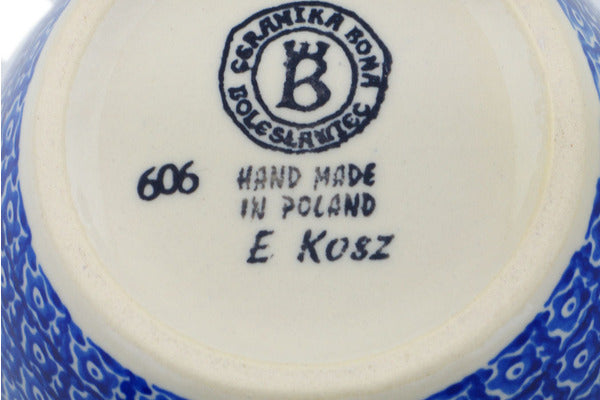 CERAMIKA BONA
B
BOLESŁAWIEC
606
HAND MADE
IN POLAND
E Kosz